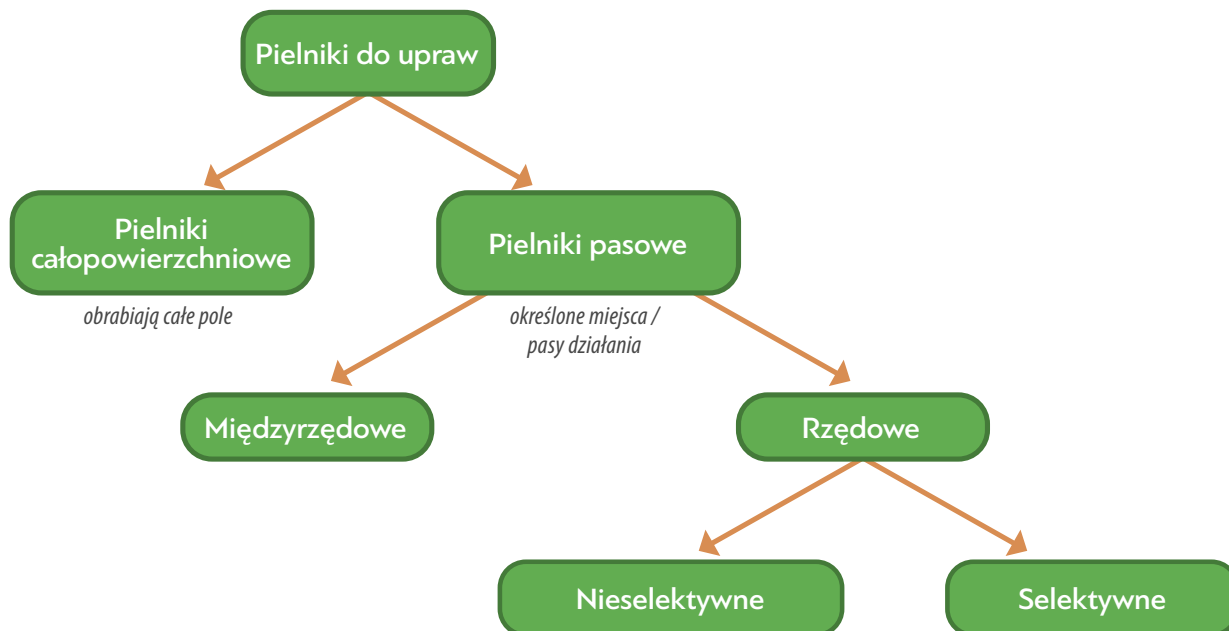 Pielniki do upraw
Pielniki
całopowierzchniowe
Pielniki pasowe
obrabiają całe pole
określone miejsca /
pasy działania
Międzyrzędowe
Rzędowe
Nieselektywne
Selektywne